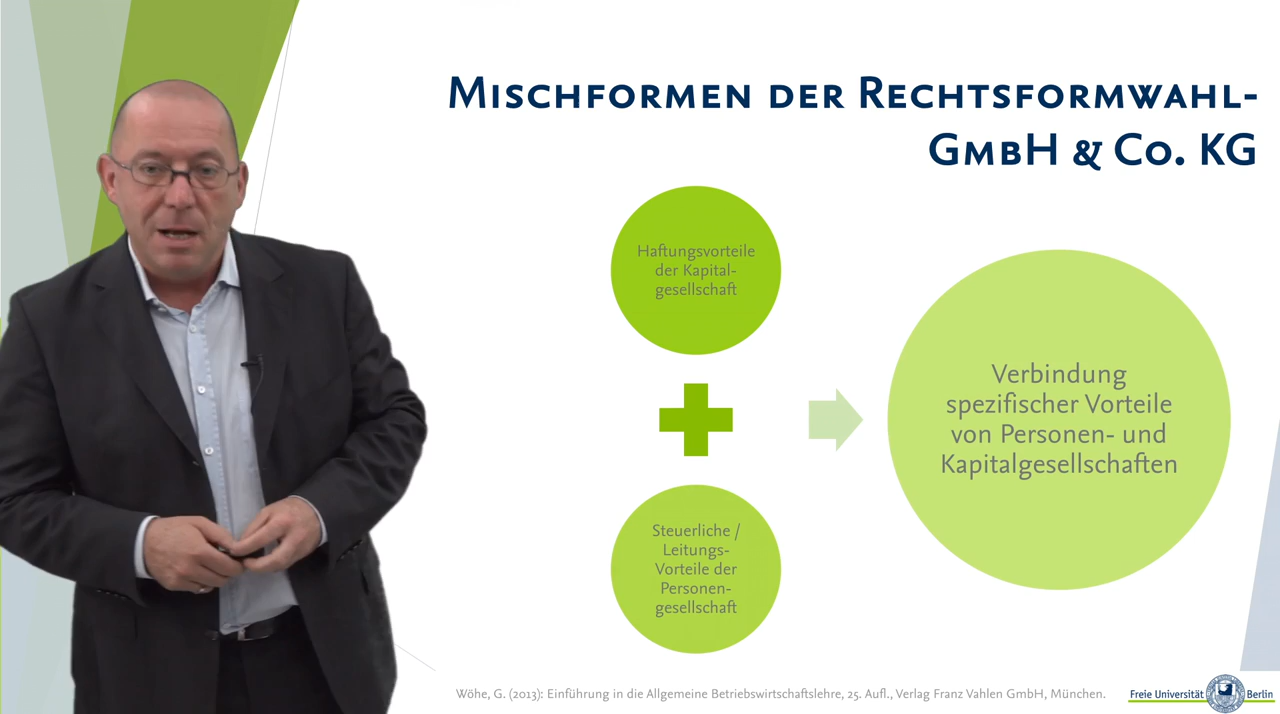 Mischformen der Rechtsformwahl-
GmbH & Co. KG
Haftungsvorteile
der Kapital-
gesellschaft
Steuerliche /
Leitungs-
Vorteile der
Personen-
gesellschaft
Verbindung
spezifischer Vorteile
von Personen- und
Kapitalgesellschaften
Wöhe, G. (2013): Einführung in die Allgemeine Betriebswirtschaftslehre, 25. Aufl., Verlag Franz Vahlen GmbH, München.
Freie Universität Berlin